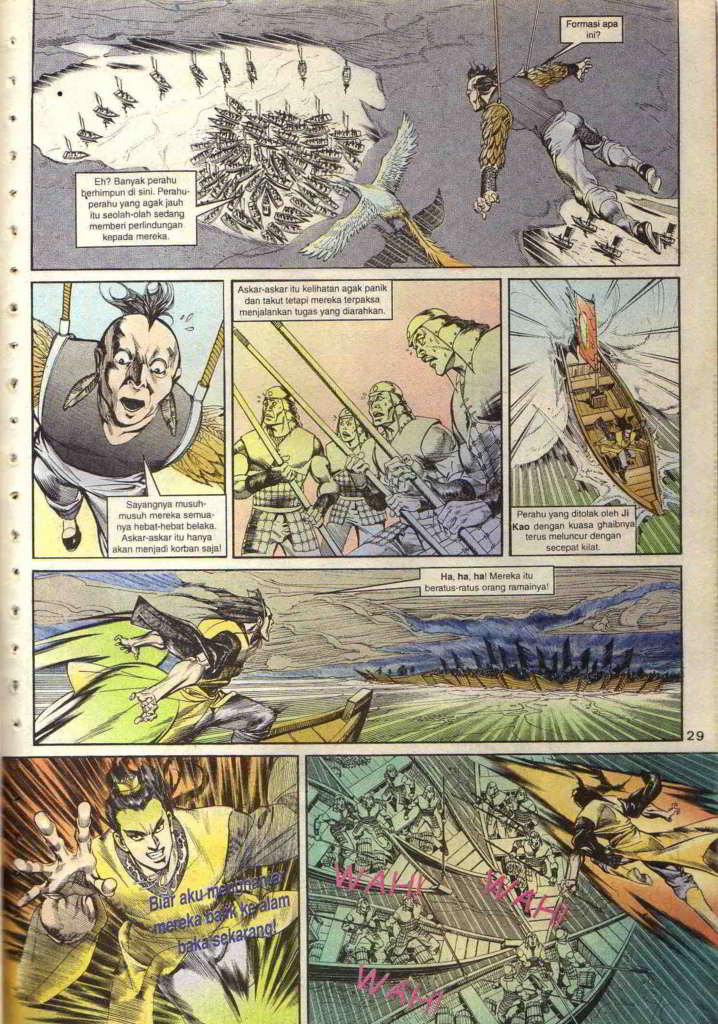 Formasi apa
ini?
Eh? Banyak perahu
berhimpun di sini. Perahu-
perahu yang agak jauh
itu seolah-olah sedang
memberi perlindungan
kepada mereka.
Sayangnya musuh-
musuh mereka semua-
nya hebat-hebat belaka.
Askar-askar itu hanya
akan menjadi korban saja!
Askar-askar itu kelihatan agak panik
dan takut tetapi mereka terpaksa
menjalankan tugas yang diarahkan.
Perahu yang ditolak oleh Ji
Kao dengan kuasa ghaibnya
terus meluncur dengan
secepat kilat.
Ha, ha, ha! Mereka itu
beratus-ratus orang ramainya!
29
Biar aku
mereka balik ke alam
baka sekarang!
WAH!
WAH!
WAH!